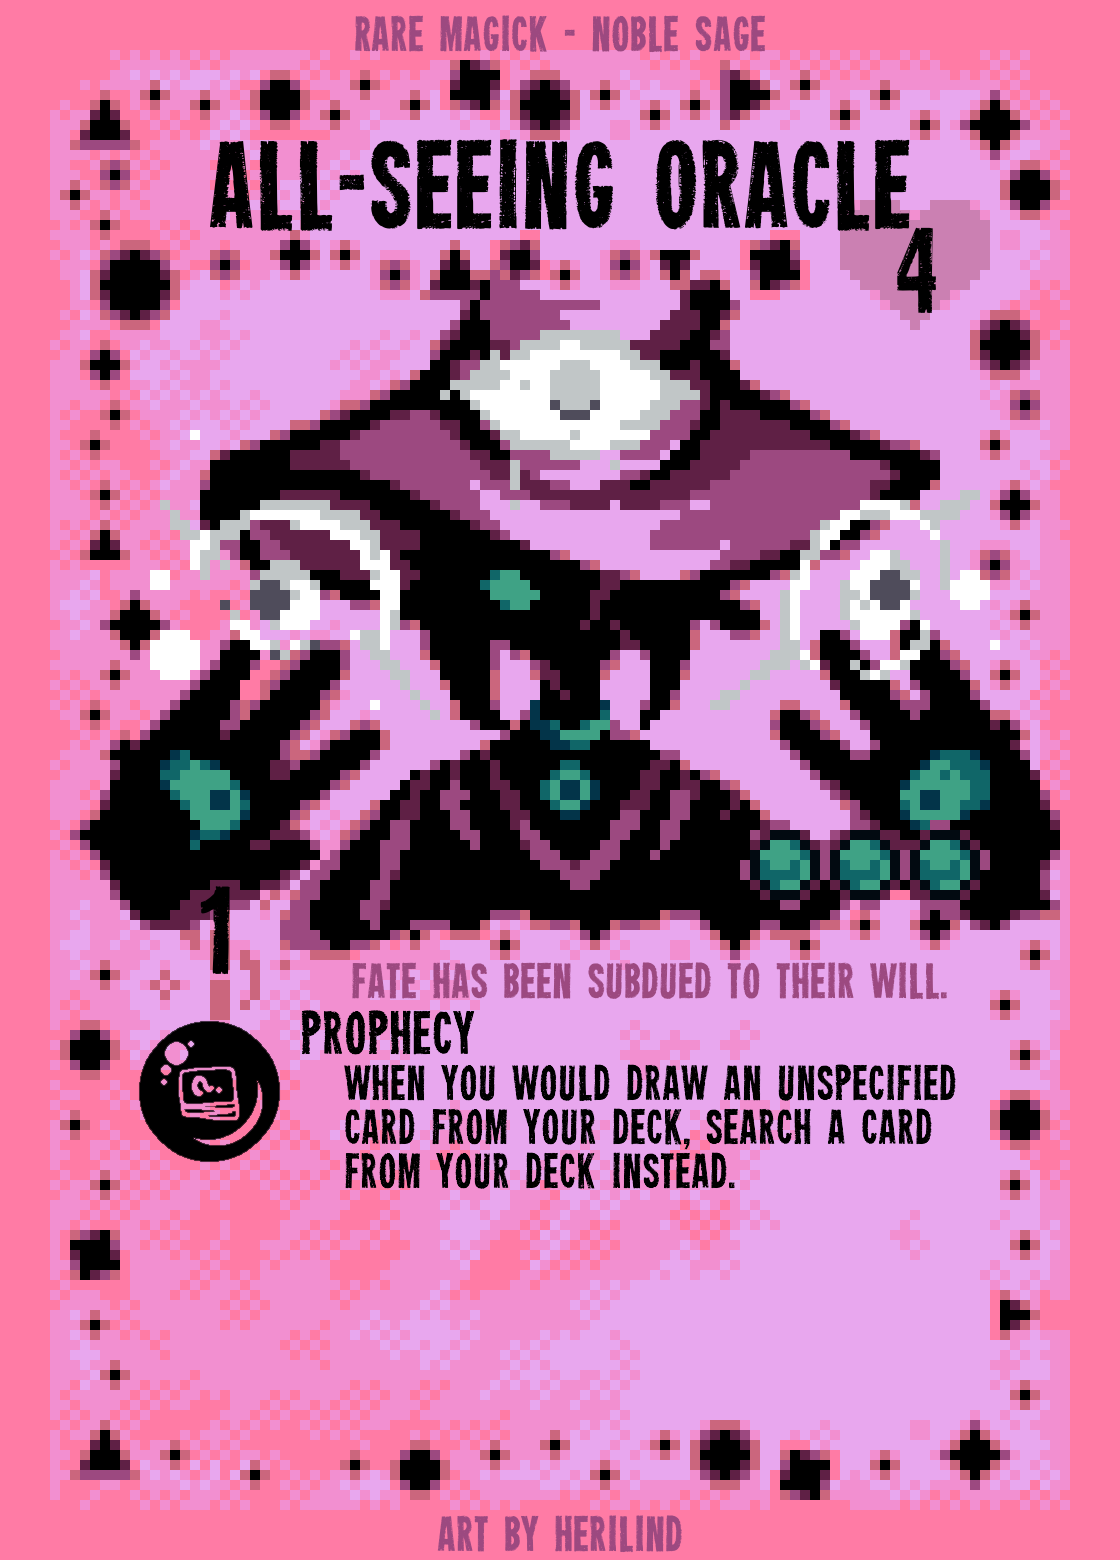 RARE MAGICK - NOBLE SAGE
ALL-SEEING ORACLE
4
1
FATE HAS BEEN SUBDUED TO THEIR WILL.
PROPHECY
WHEN YOU WOULD DRAW AN UNSPECIFIED
CARD FROM YOUR DECK, SEARCH A CARD
FROM YOUR DECK INSTEAD.
?
ART BY HERILIND